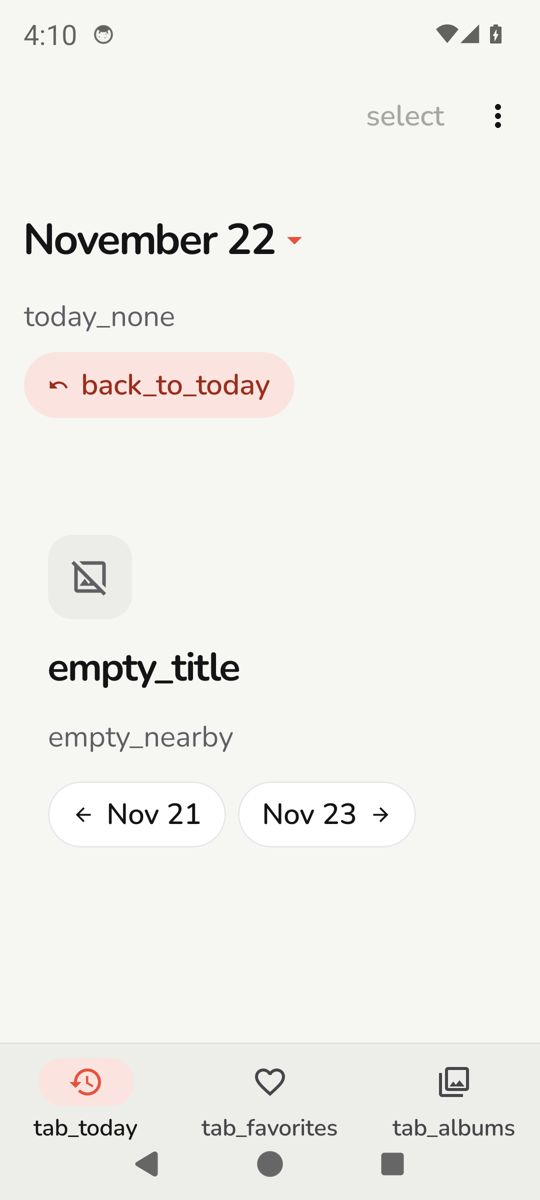 4:10
select
November 22
today_none
back_to_today
empty_title
empty_nearby
Nov 21 Nov 23
tab_today tab_favorites tab_albums